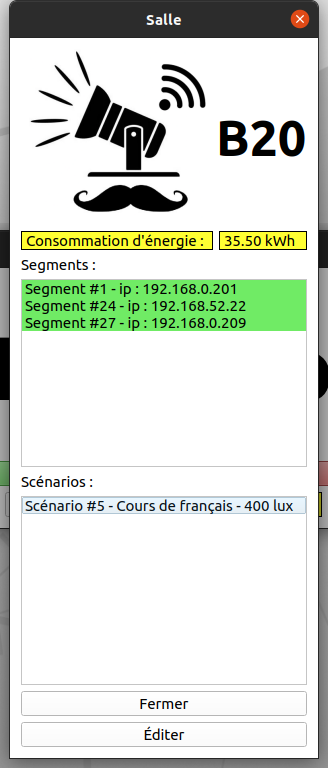 Salle
B20
Consommation d'énergie : 35.50 kWh
Segments :
Segment #1 - ip : 192.168.0.201
Segment #24 - ip : 192.168.52.22
Segment #27 - ip : 192.168.0.209
Scénarios :
Scénario #5 - Cours de français - 400 lux
Fermer
Éditer